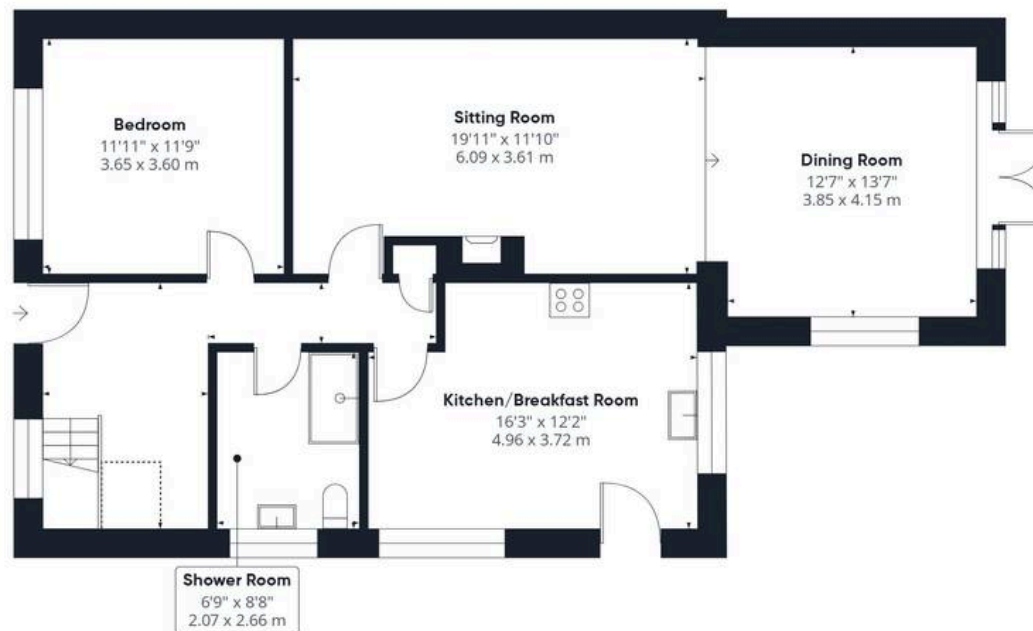 Bedroom
11'11" x 11'9"
3.65 x 3.60 m
Sitting Room
19'11" x 11'10"
6.09 x 3.61 m
Dining Room
12'7" x 13'7"
3.85 x 4.15 m
Kitchen/Breakfast Room
16'3" x 12'2"
4.96 x 3.72 m
Shower Room
6'9" x 8'8"
2.07 x 2.66 m